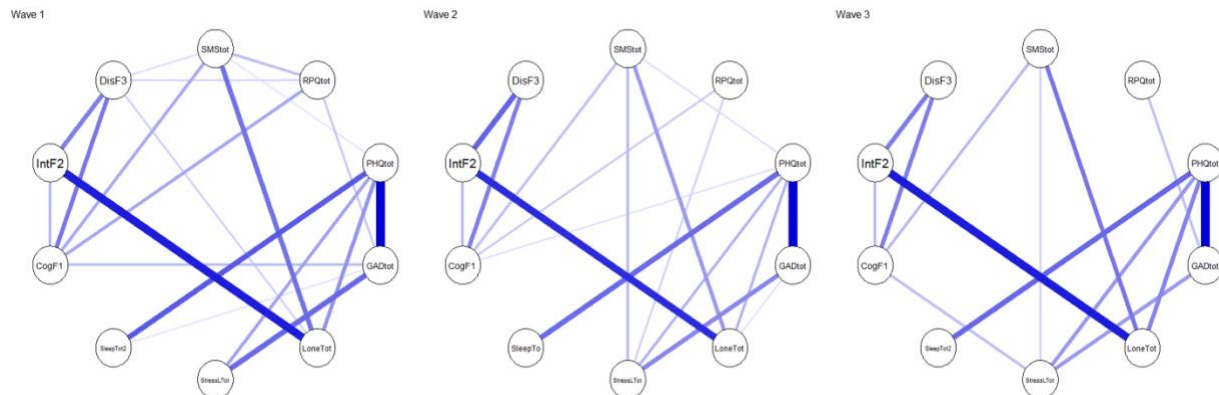 Wave 1
SMStot
DisF3
RPQtot
IntF2
PHQtot
CogF1
GADtot
SleepTot2
LoneTot
StressLTot
Wave 2
SMStot
DisF3
RPQtot
IntF2
PHQtot
CogF1
GADtot
SleepTo
LoneTot
StressLTot
Wave 3
SMStot
DisF3
RPQtot
IntF2
PHQtot
CogF1
GADtot
SleepTot2
LoneTot
StressLTot